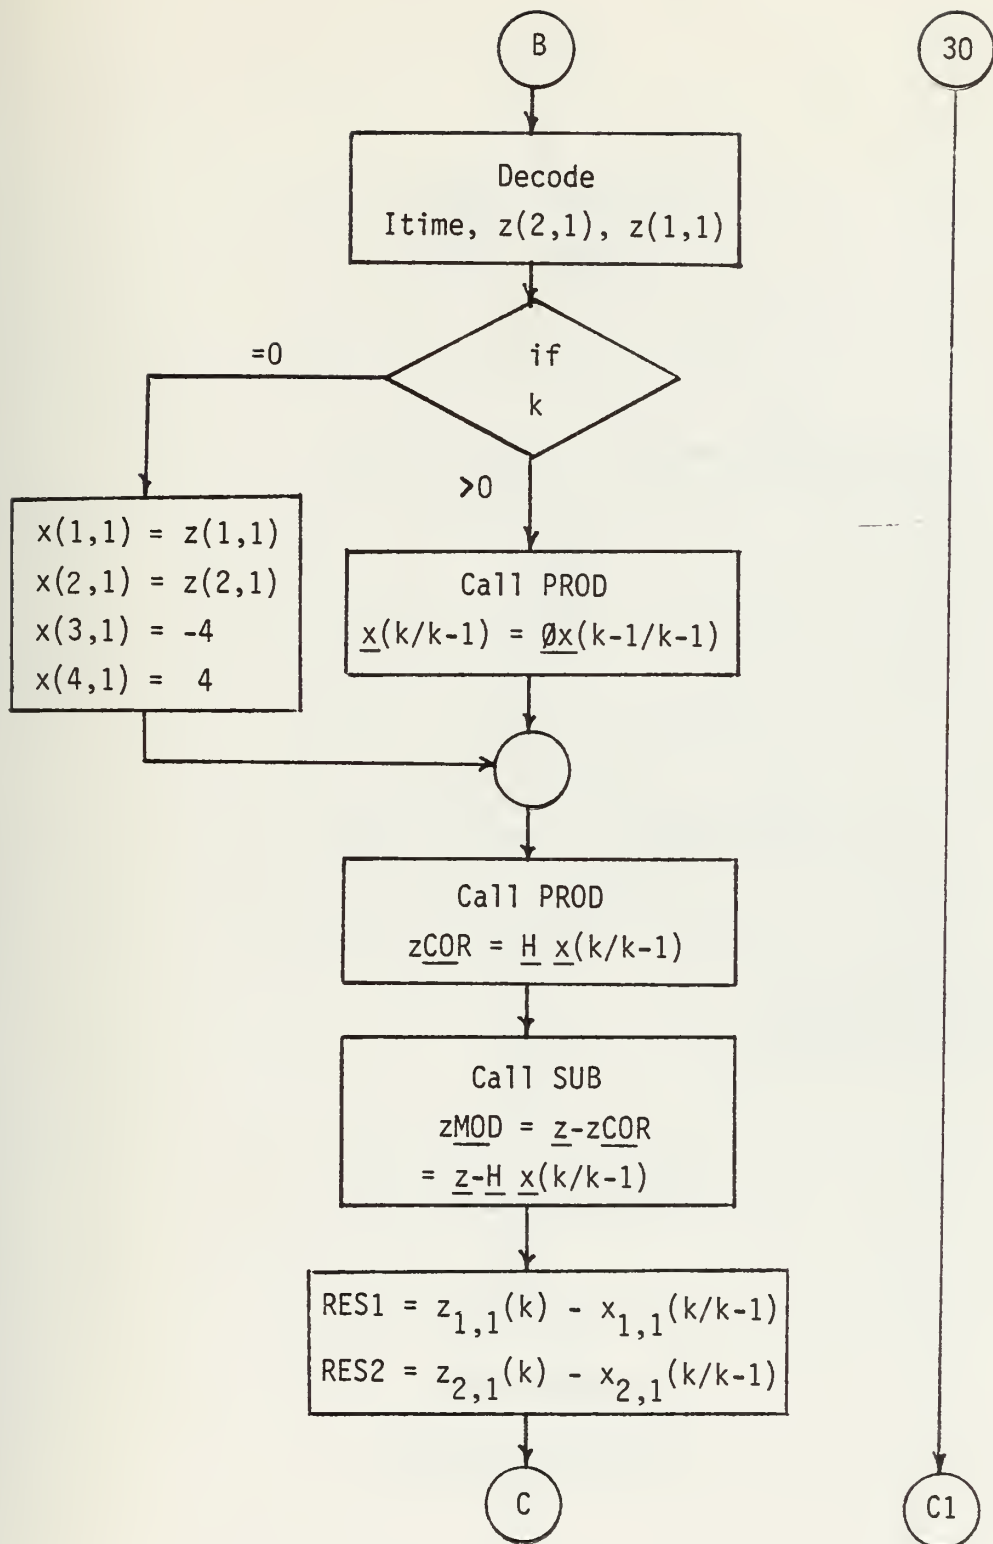 B
30
Decode
Itime, z(2,1), z(1,1)
=0
if
k
>0
x(1,1) = z(1,1)
x(2,1) = z(2,1)
x(3,1) = -4
x(4,1) = 4
Call PROD
x(k/k-1) = Øx(k-1/k-1)
Call PROD
zCOR = H x(k/k-1)
Call SUB
zMOD = z-zCOR
= z-H x(k/k-1)
RES1 = z1,1(k) - x1,1(k/k-1)
RES2 = z2,1(k) - x2,1(k/k-1)
C
C1